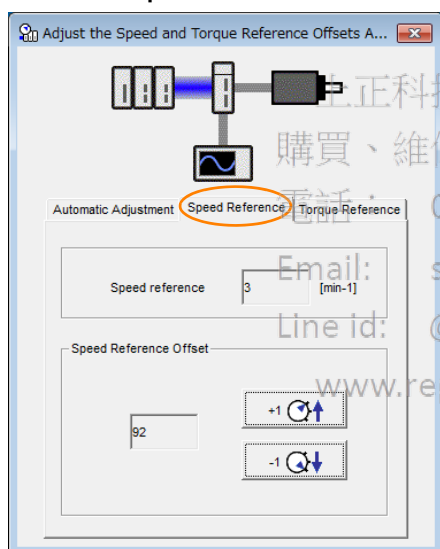 Adjust the Speed and Torque Reference Offsets A...
正科
購買、維
Automatic Adjustment Speed Reference Torque Reference
電話：
Speed reference 3 [min-1]
Email: s
Line id: @
Speed Reference Offset
www.re
92
+1
-1